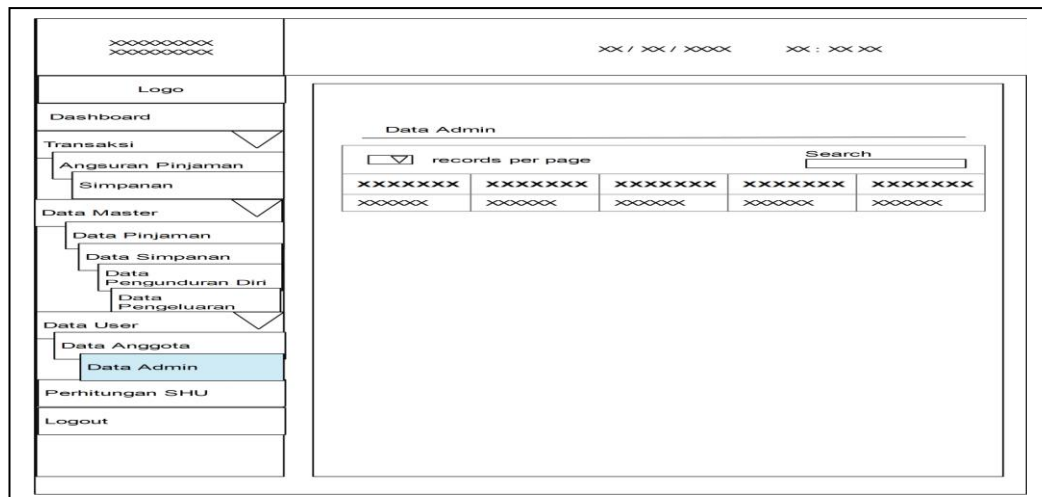 XXXXXXXXXX
XXXXXXXXXX
XX / XX / XXXX XX : XX XX
Logo
Dashboard
Transaksi
Angsuran Pinjaman
Simpanan
Data Master
Data Pinjaman
Data Simpanan
Data
Pengunduran Diri
Data
Pengeluaran
Data User
Data Anggota
Data Admin
Perhitungan SHU
Logout
Data Admin
records per page Search
XXXXXXX XXXXXXX XXXXXXX XXXXXXX XXXXXXX
XXXXXX XXXXXX XXXXXX XXXXXX XXXXXX